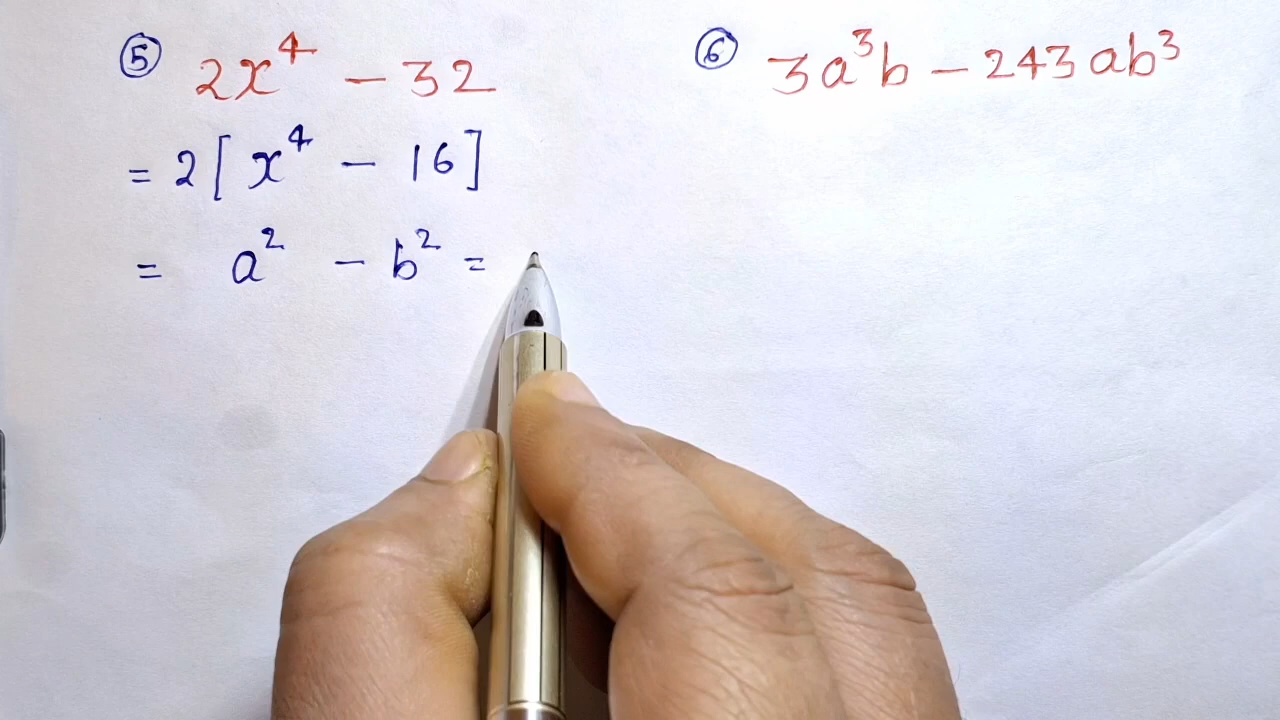 ⑤ 2x⁴ - 32
= 2[x⁴ - 16]
= a² - b² =
⑥ 3a³b - 243ab³